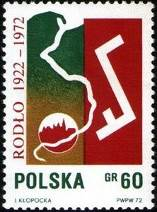 RODŁO 1922-1972
POLSKA GR 60
I. KŁOPOCKA PWPW 72